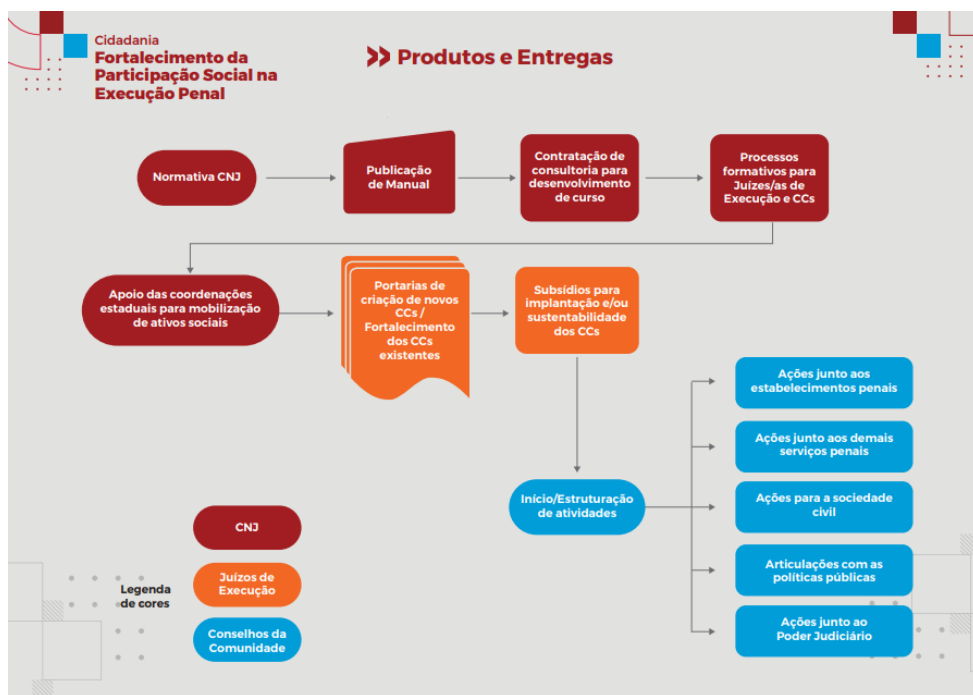 Cidadania
Fortalecimento da
Participação Social na
Execução Penal
Produtos e Entregas
Normativa CNJ
Publicação
de Manual
Contratação de
consultoria para
desenvolvimento
de curso
Processos
formativos para
Juízes/as de
Execução e CCs
Apoio das coordenações
estaduais para mobilização
de ativos sociais
Portarias de
criação de novos
CCs /
Fortalecimento
dos CCs
existentes
Subsídios para
implantação e/ou
sustentabilidade
dos CCs
Início/Estruturação
de atividades
Ações junto aos
estabelecimentos penais
Ações junto aos demais
serviços penais
Ações para a sociedade
civil
Articulações com as
políticas públicas
Ações junto ao
Poder Judiciário
Legenda
de cores
CNJ
Juízos de
Execução
Conselhos da
Comunidade